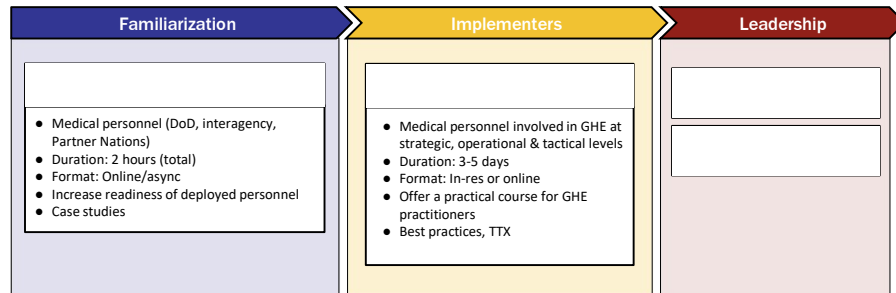 Familiarization
Implementers
Leadership
● Medical personnel (DoD, interagency,
Partner Nations)
● Duration: 2 hours (total)
● Format: Online/async
● Increase readiness of deployed personnel
● Case studies
● Medical personnel involved in GHE at
strategic, operational & tactical levels
● Duration: 3-5 days
● Format: In-res or online
● Offer a practical course for GHE
practitioners
● Best practices, TTX